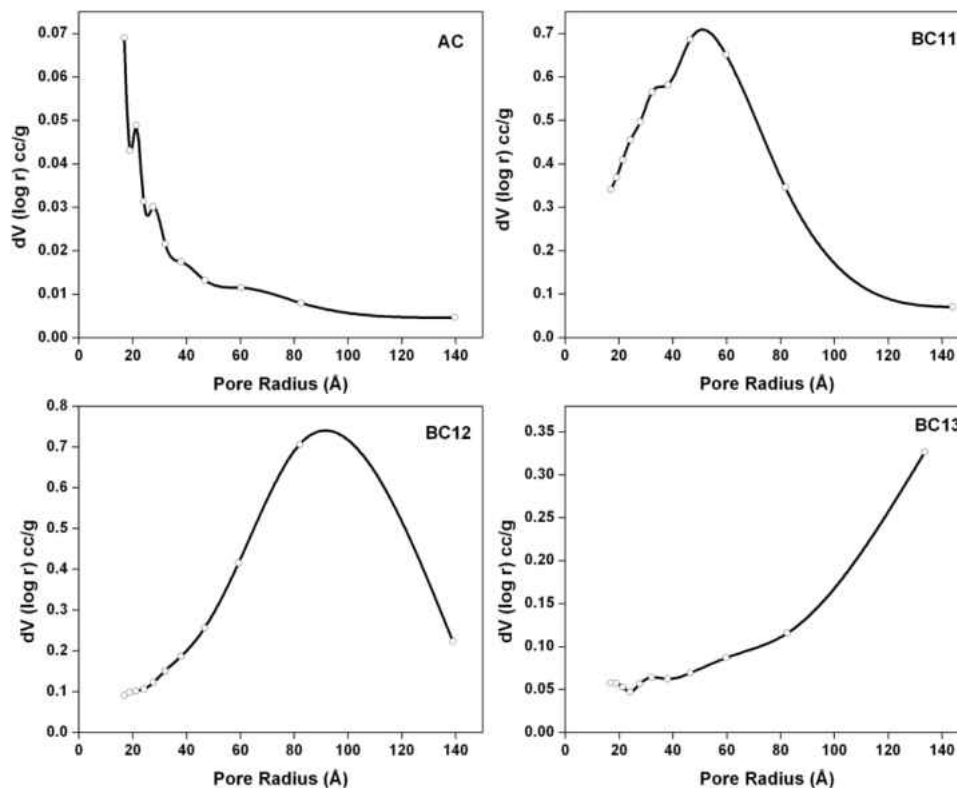 AC
dV (log r) cc/g
0.07
0.06
0.05
0.04
0.03
0.02
0.01
0.00
0 20 40 60 80 100 120 140
Pore Radius (Å)
BC11
dV (log r) cc/g
0.7
0.6
0.5
0.4
0.3
0.2
0.1
0.0
0 20 40 60 80 100 120 140
Pore Radius (Å)
BC12
dV (log r) cc/g
0.8
0.7
0.6
0.5
0.4
0.3
0.2
0.1
0.0
0 20 40 60 80 100 120 140
Pore Radius (Å)
BC13
dV (log r) cc/g
0.35
0.30
0.25
0.20
0.15
0.10
0.05
0.00
0 20 40 60 80 100 120 140
Pore Radius (Å)